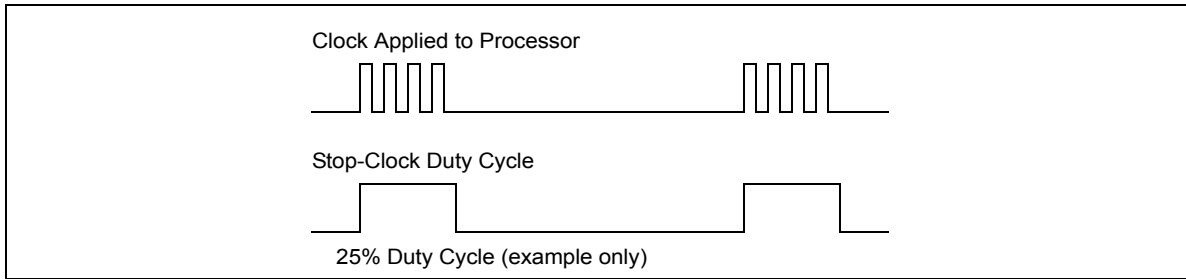 Clock Applied to Processor
Stop-Clock Duty Cycle
25% Duty Cycle (example only)